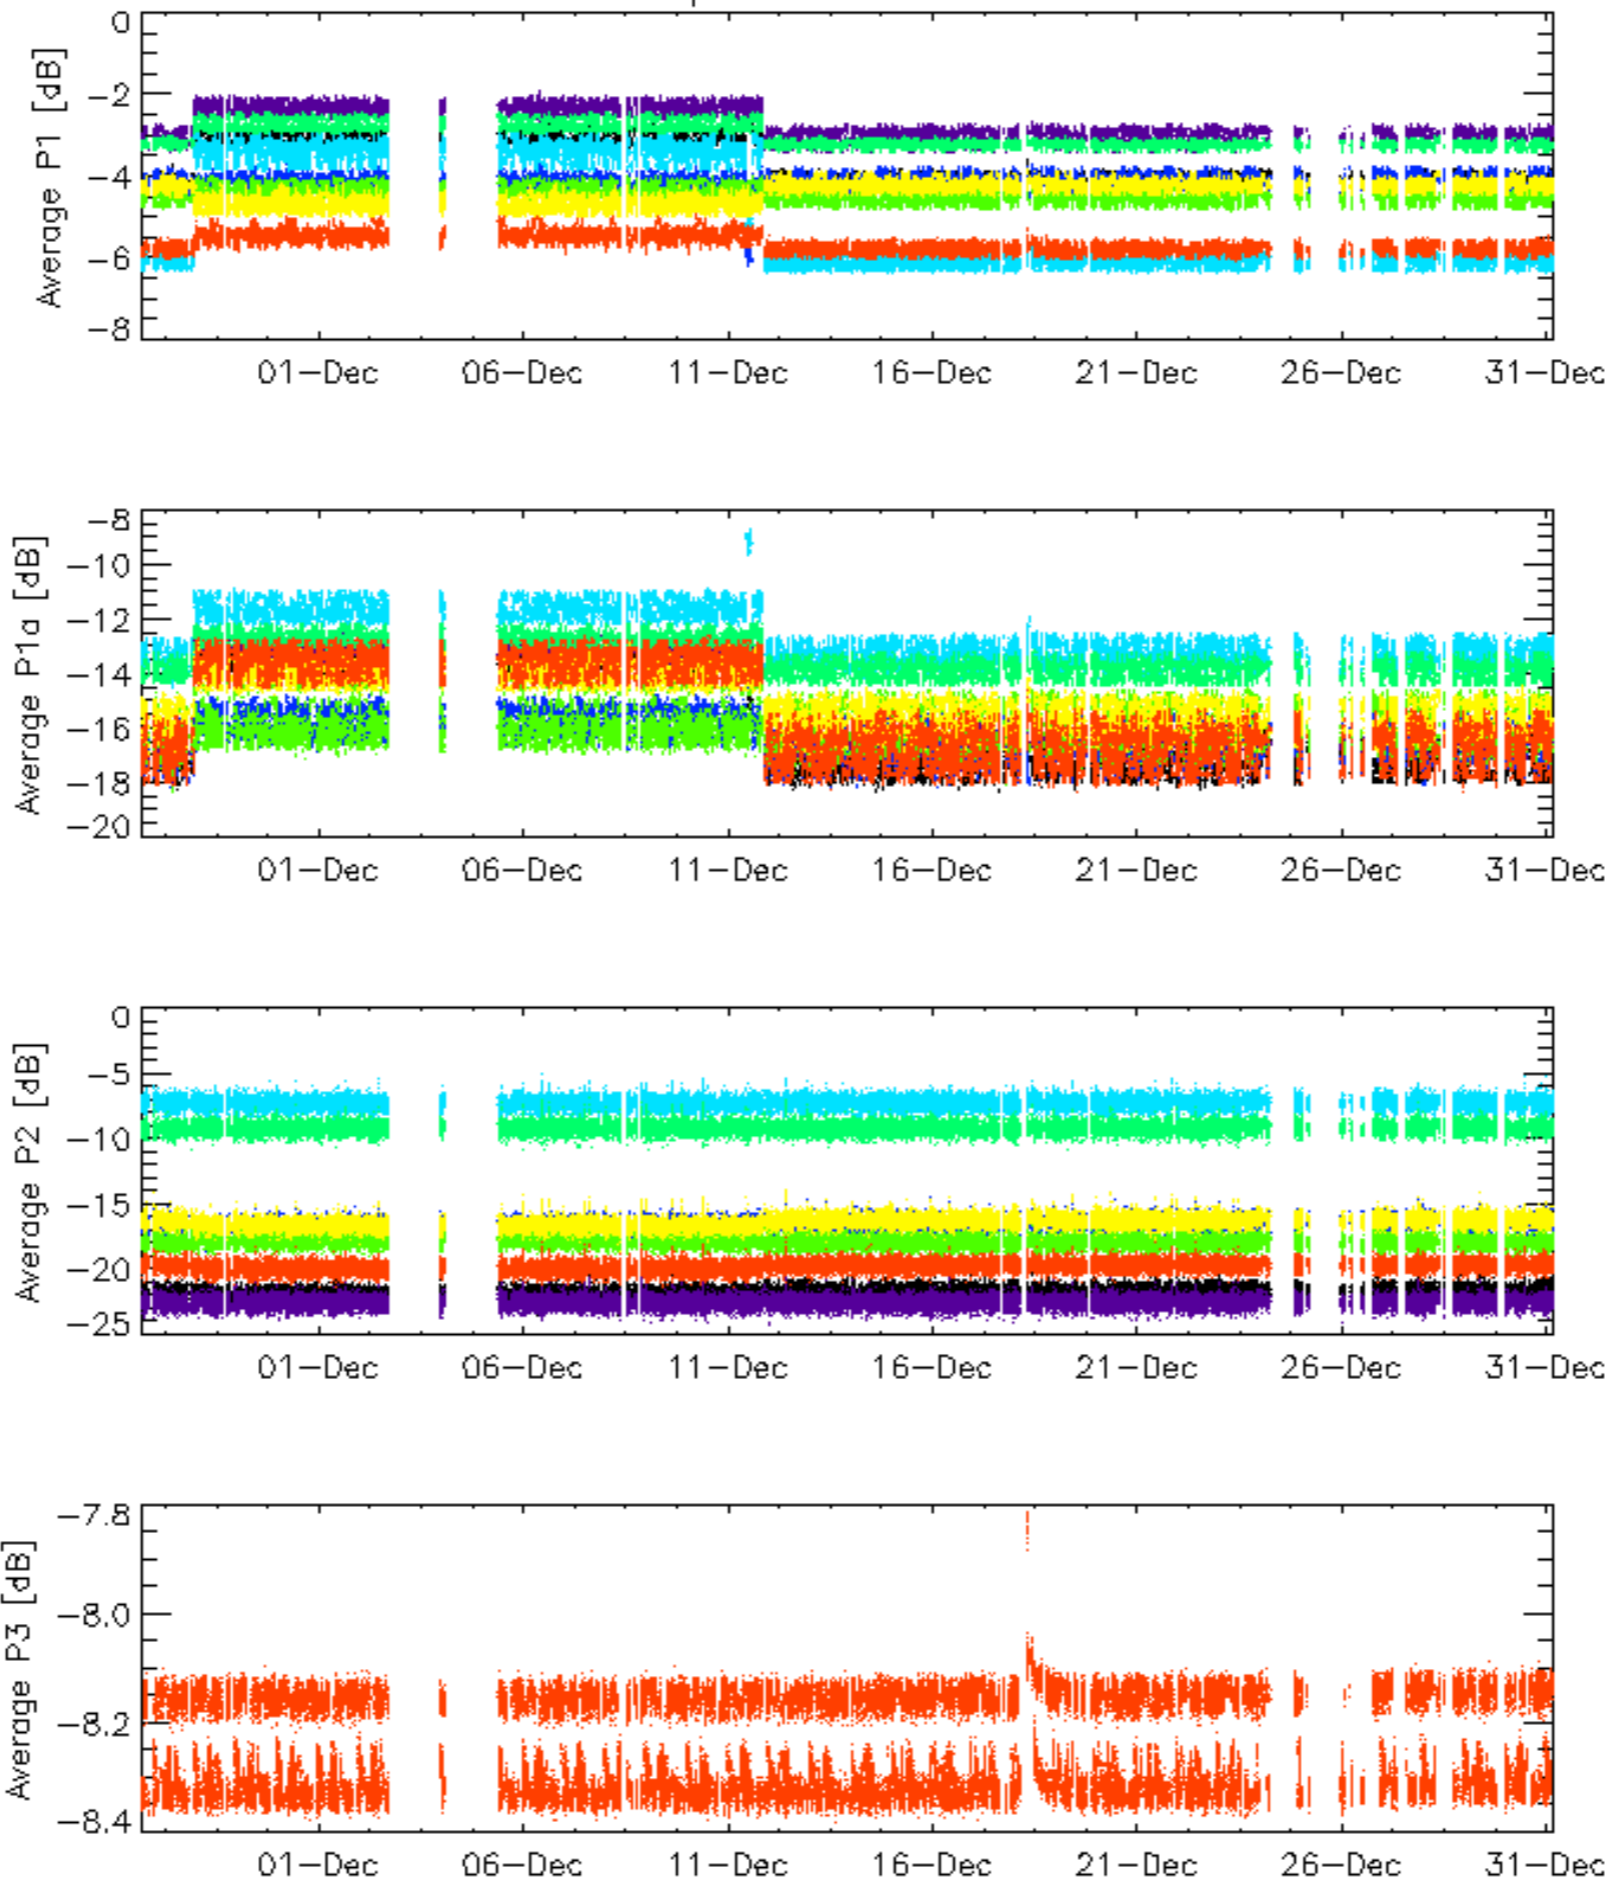 0
−2
−4
−6
−8
Average P1 [dB]
01−Dec 06−Dec 11−Dec 16−Dec 21−Dec 26−Dec 31−Dec
−8
−10
−12
−14
−16
−18
−20
Average P1a [dB]
01−Dec 06−Dec 11−Dec 16−Dec 21−Dec 26−Dec 31−Dec
0
−5
−10
−15
−20
−25
Average P2 [dB]
01−Dec 06−Dec 11−Dec 16−Dec 21−Dec 26−Dec 31−Dec
−7.8
−8.0
−8.2
−8.4
Average P3 [dB]
01−Dec 06−Dec 11−Dec 16−Dec 21−Dec 26−Dec 31−Dec